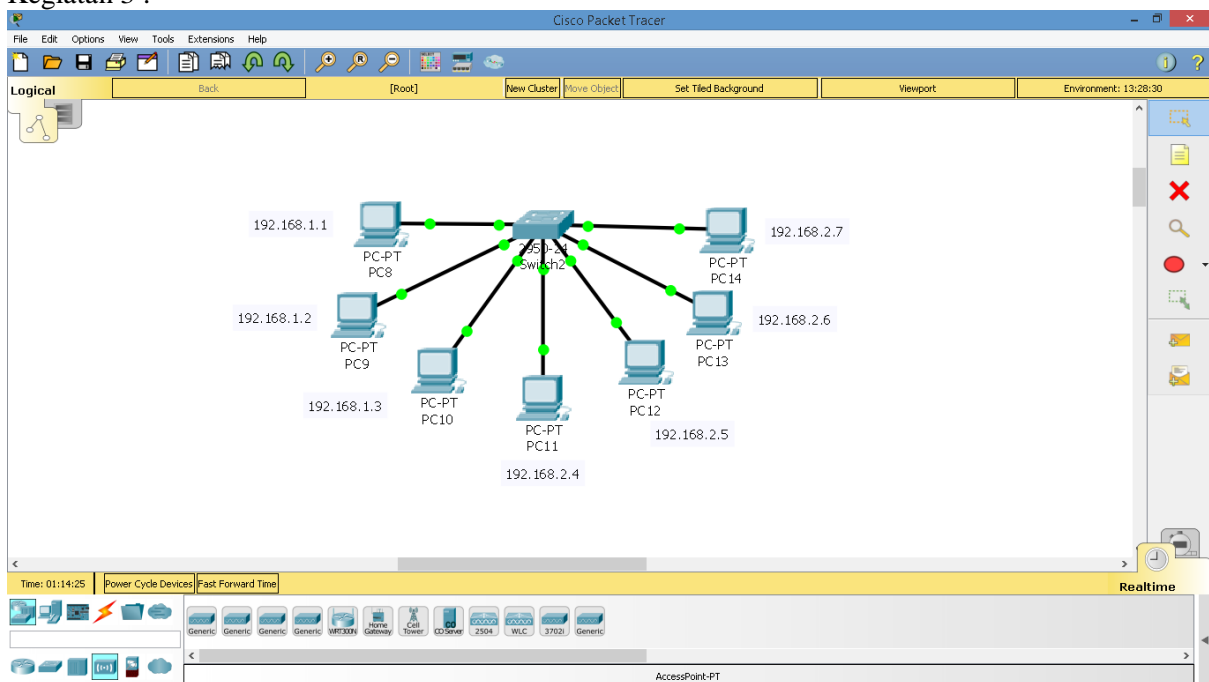 Kegiatan 3 :
Cisco Packet Tracer
File Edit Options View Tools Extensions Help
Logical Back [Root] New Cluster Move Object Set Tiled Background Viewport Environment: 13:28:30
192.168.1.1
PC-PT
PC8
2950-24
Switch2
192.168.2.7
PC-PT
PC14
192.168.1.2
PC-PT
PC9
192.168.2.6
PC-PT
PC13
192.168.1.3
PC-PT
PC10
PC-PT
PC11
192.168.2.4
PC-PT
PC12
192.168.2.5
Time: 01:14:25 Power Cycle Devices Fast Forward Time Realtime
Generic Generic Generic Generic WRT300N Home Gateway Cell Tower CO Server 2504 WLC 3702i Generic
AccessPoint-PT